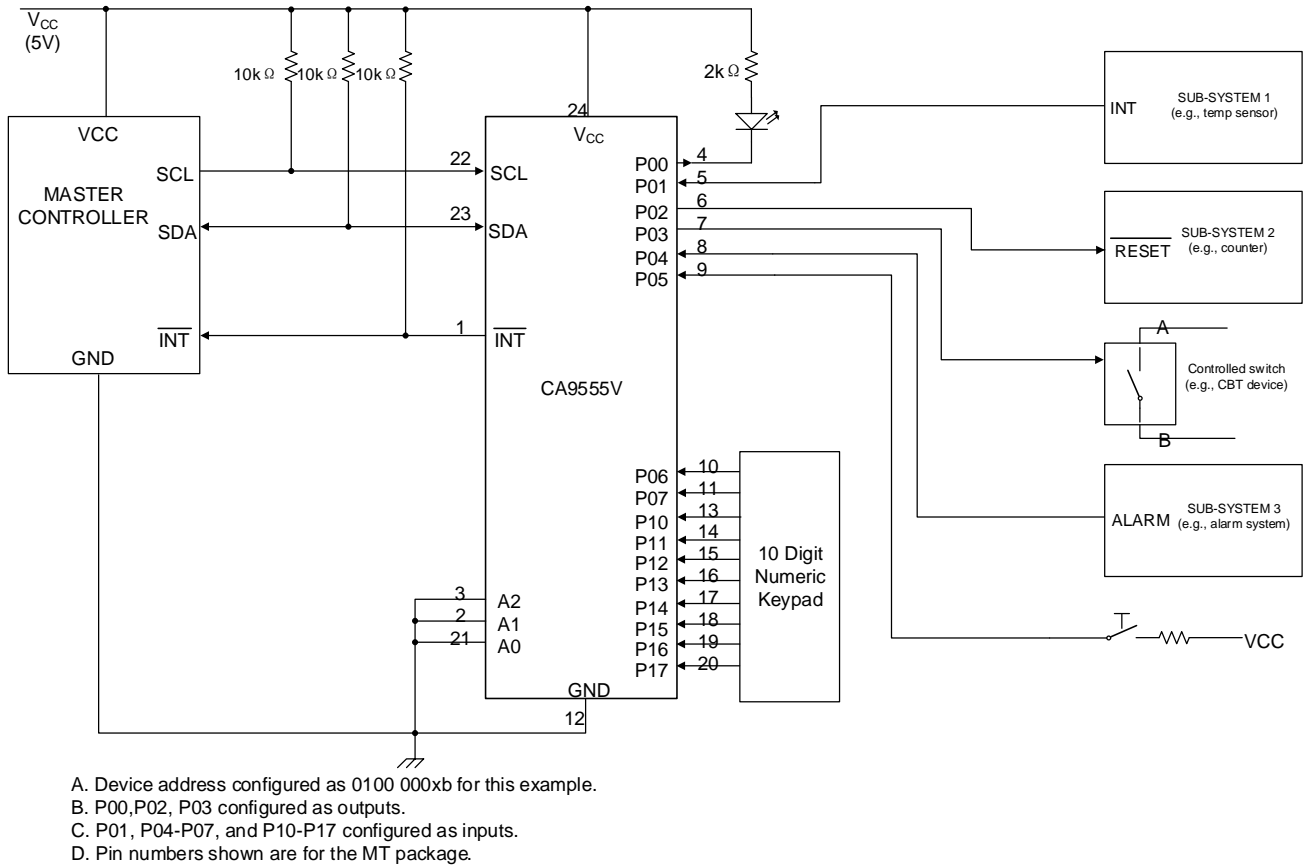 VCC
(5V)
10k Ω
10k Ω
10k Ω
2k Ω
24
VCC
MASTER
CONTROLLER
VCC
SCL
SDA
INT
GND
22
23
1
SCL
SDA
INT
CA9555V
3
2
21
A2
A1
A0
GND
12
P00
P01
P02
P03
P04
P05
4
5
6
7
8
9
P06
P07
P10
P11
P12
P13
P14
P15
P16
P17
10
11
13
14
15
16
17
18
19
20
10 Digit
Numeric
Keypad
INT
SUB-SYSTEM 1
(e.g., temp sensor)
RESET
SUB-SYSTEM 2
(e.g., counter)
A
Controlled switch
(e.g., CBT device)
B
ALARM
SUB-SYSTEM 3
(e.g., alarm system)
VCC
A. Device address configured as 0100 000xb for this example.
B. P00,P02, P03 configured as outputs.
C. P01, P04-P07, and P10-P17 configured as inputs.
D. Pin numbers shown are for the MT package.